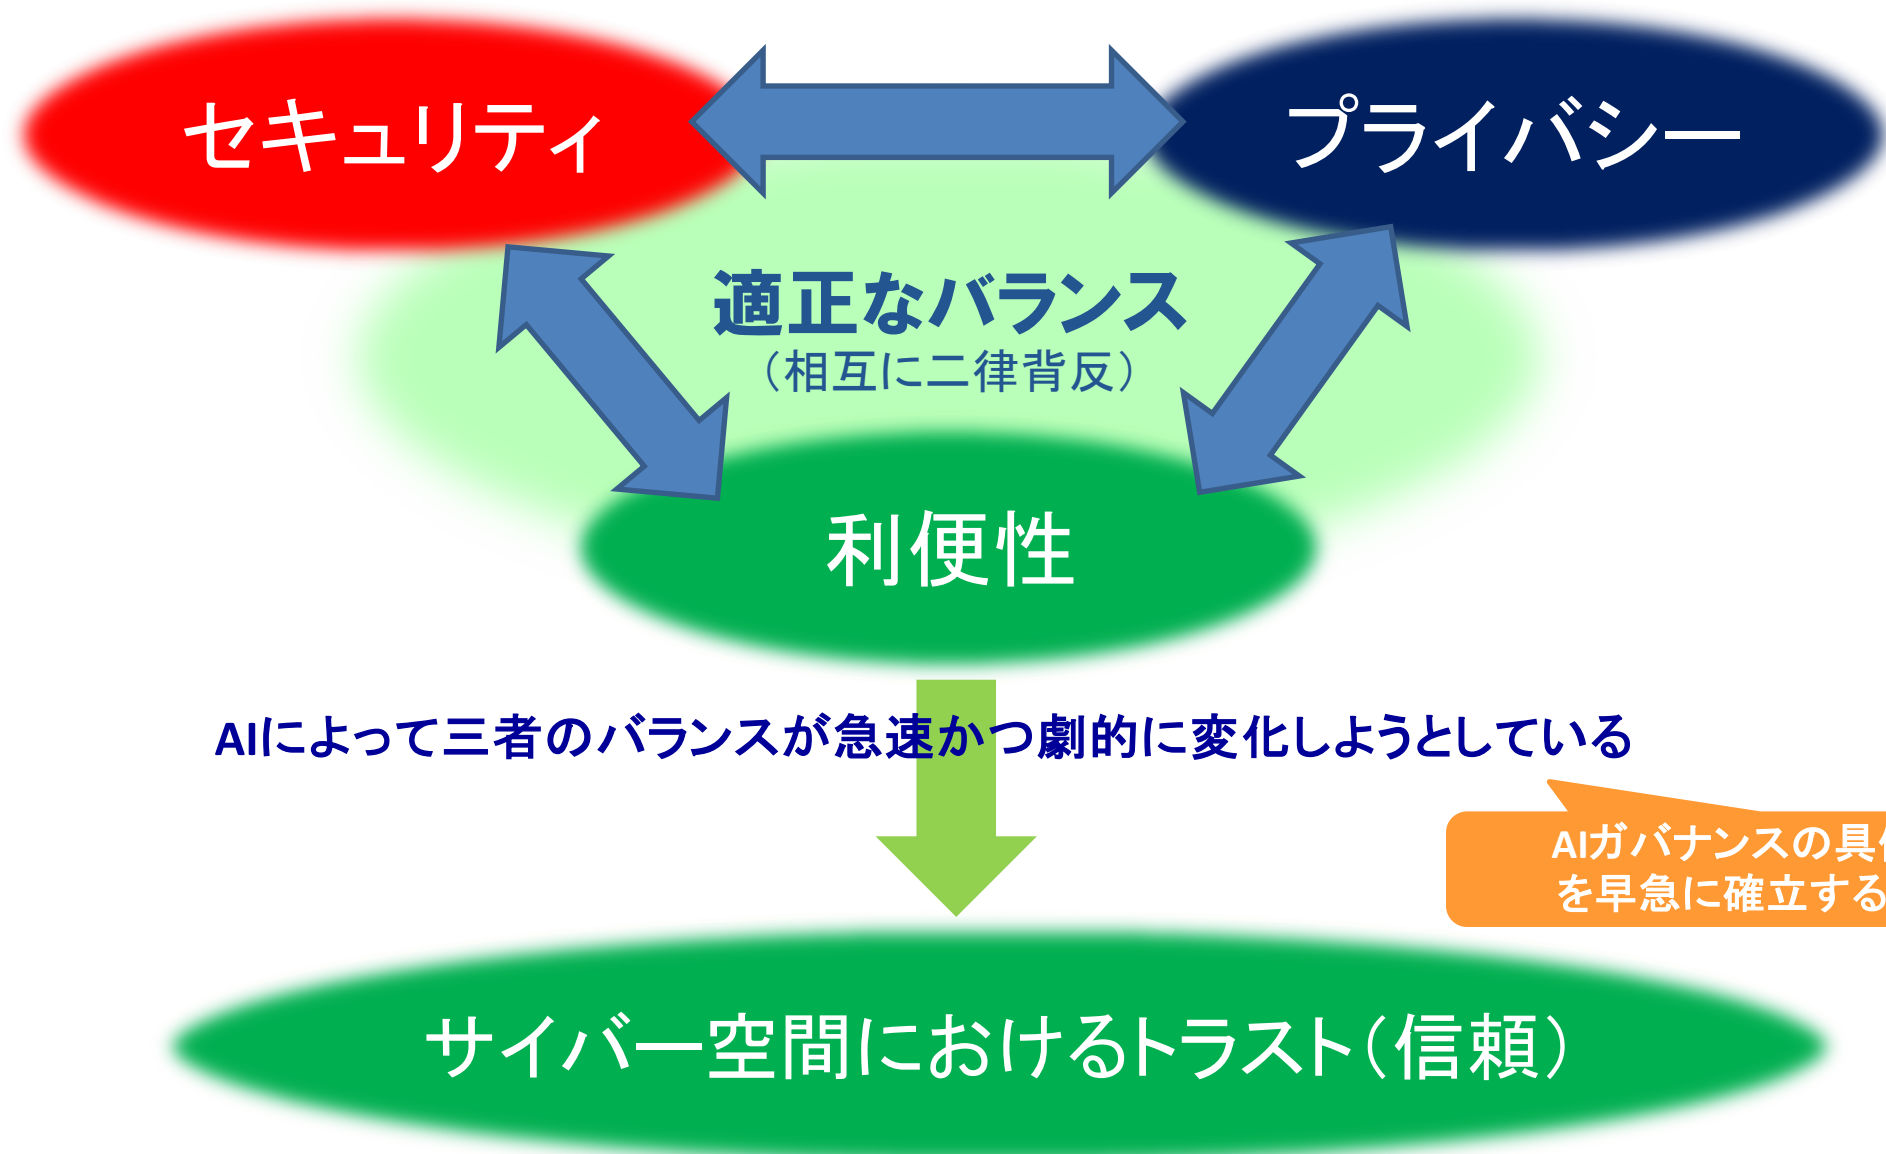 セキュリティ
プライバシー
適正なバランス
（相互に二律背反）
利便性
AIによって三者のバランスが急速かつ劇的に変化しようとしている
AIガバナンスの具
を早急に確立する
サイバー空間におけるトラスト（信頼）